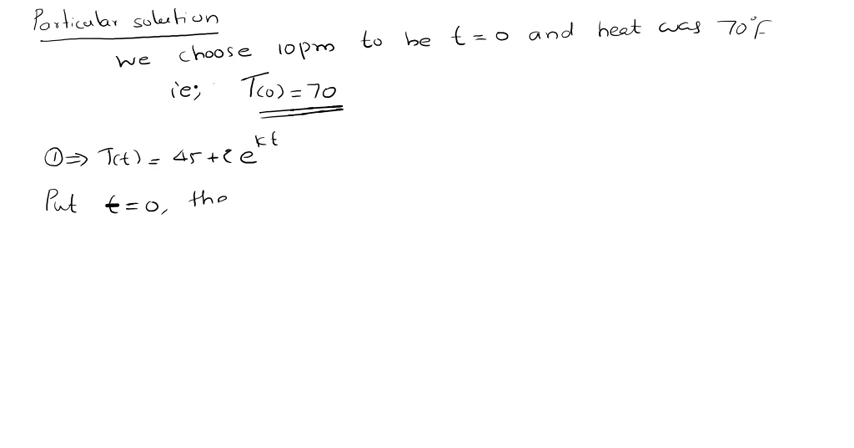 Particular solution
we choose 10pm to be t = 0 and heat was 70°F
ie; T(0) = 70
①⇒ T(t) = 45 + c e^kt
Put t = 0, the